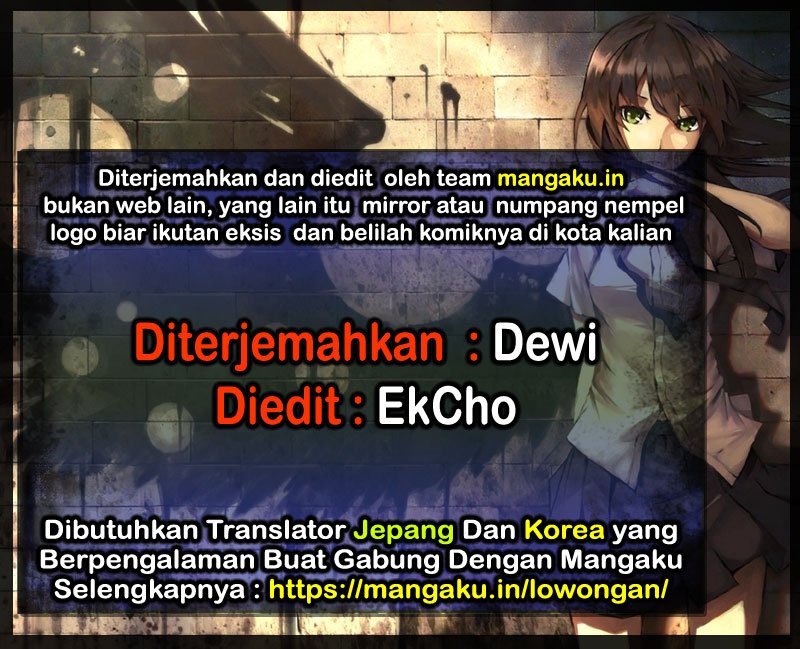 Diterjemahkan dan diedit oleh team mangaku.in
bukan web lain, yang lain itu mirror atau numpang nempel
logo biar ikutan eksis dan belilah komiknya di kota kalian
Diterjemahkan : Dewi
Diedit : EkCho
Dibutuhkan Translator Jepang Dan Korea yang
Berpengalaman Buat Gabung Dengan Mangaku
Selengkapnya : https://mangaku.in/lowongan/